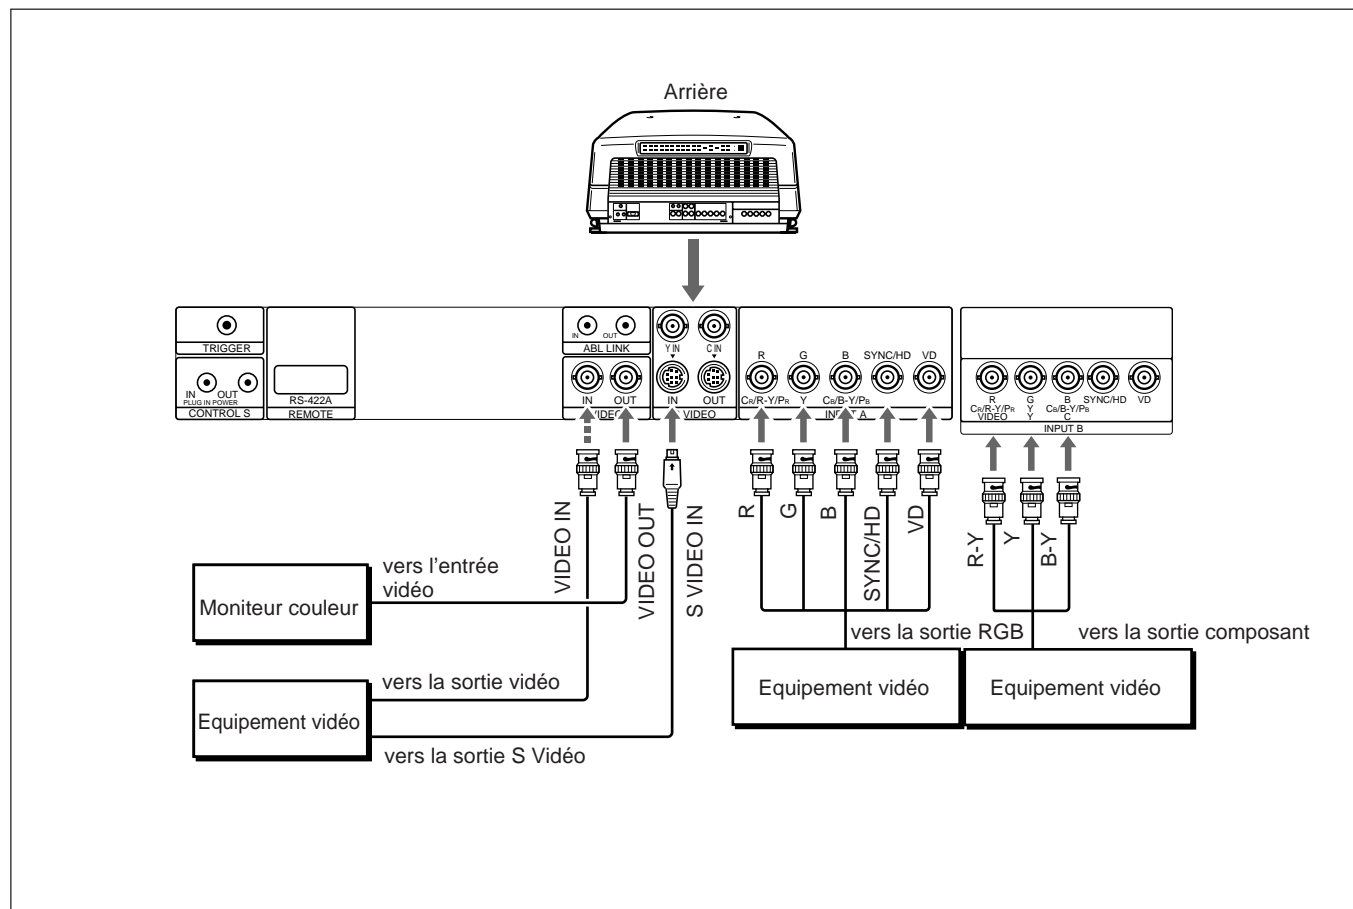 Arrière
TRIGGER
IN OUT
PLUG IN POWER
CONTROL S
RS-422A
REMOTE
IN OUT
ABL LINK
IN OUT
VIDEO
Y IN C IN
IN OUT
VIDEO
R G B SYNC/HD VD
CR/R-Y/PR Y CB/B-Y/PB
INPUT A
R G B SYNC/HD VD
CR/R-Y/PR Y CB/B-Y/PB
VIDEO Y C
INPUT B
VIDEO IN
VIDEO OUT
S VIDEO IN
R
G
B
SYNC/HD
VD
R-Y
Y
B-Y
vers l'entrée
vidéo
Moniteur couleur
vers la sortie vidéo
Equipement vidéo
vers la sortie S Vidéo
vers la sortie RGB
Equipement vidéo
vers la sortie composant
Equipement vidéo